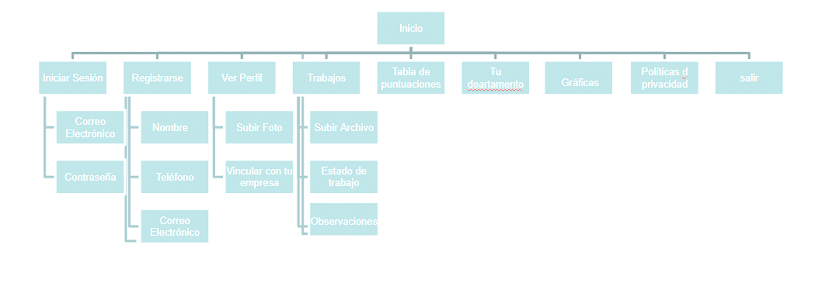 Inicio
Iniciar Sesión
Registrarse
Ver Perfil
Trabajos
Tabla de
puntuaciones
Tu
deartamento
Gráficas
Políticas d
privacidad
salir
Correo
Electrónico
Contraseña
Nombre
Teléfono
Correo
Electrónico
Subir Foto
Vincular con tu
empresa
Subir Archivo
Estado de
trabajo
Observaciones